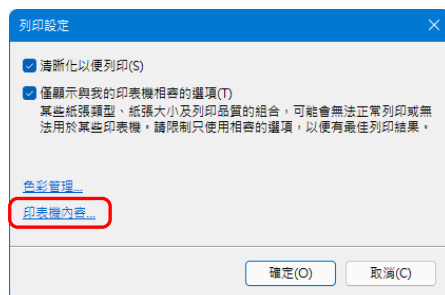 列印設定
清晰化以便列印(S)
僅顯示與我的印表機相容的選項(T)
某些紙張類型、紙張大小及列印品質的組合，可能會無法正常列印或無
法用於某些印表機。請限制只使用相容的選項，以便有最佳列印結果。
色彩管理...
印表機內容...
確定(O)
取消(C)